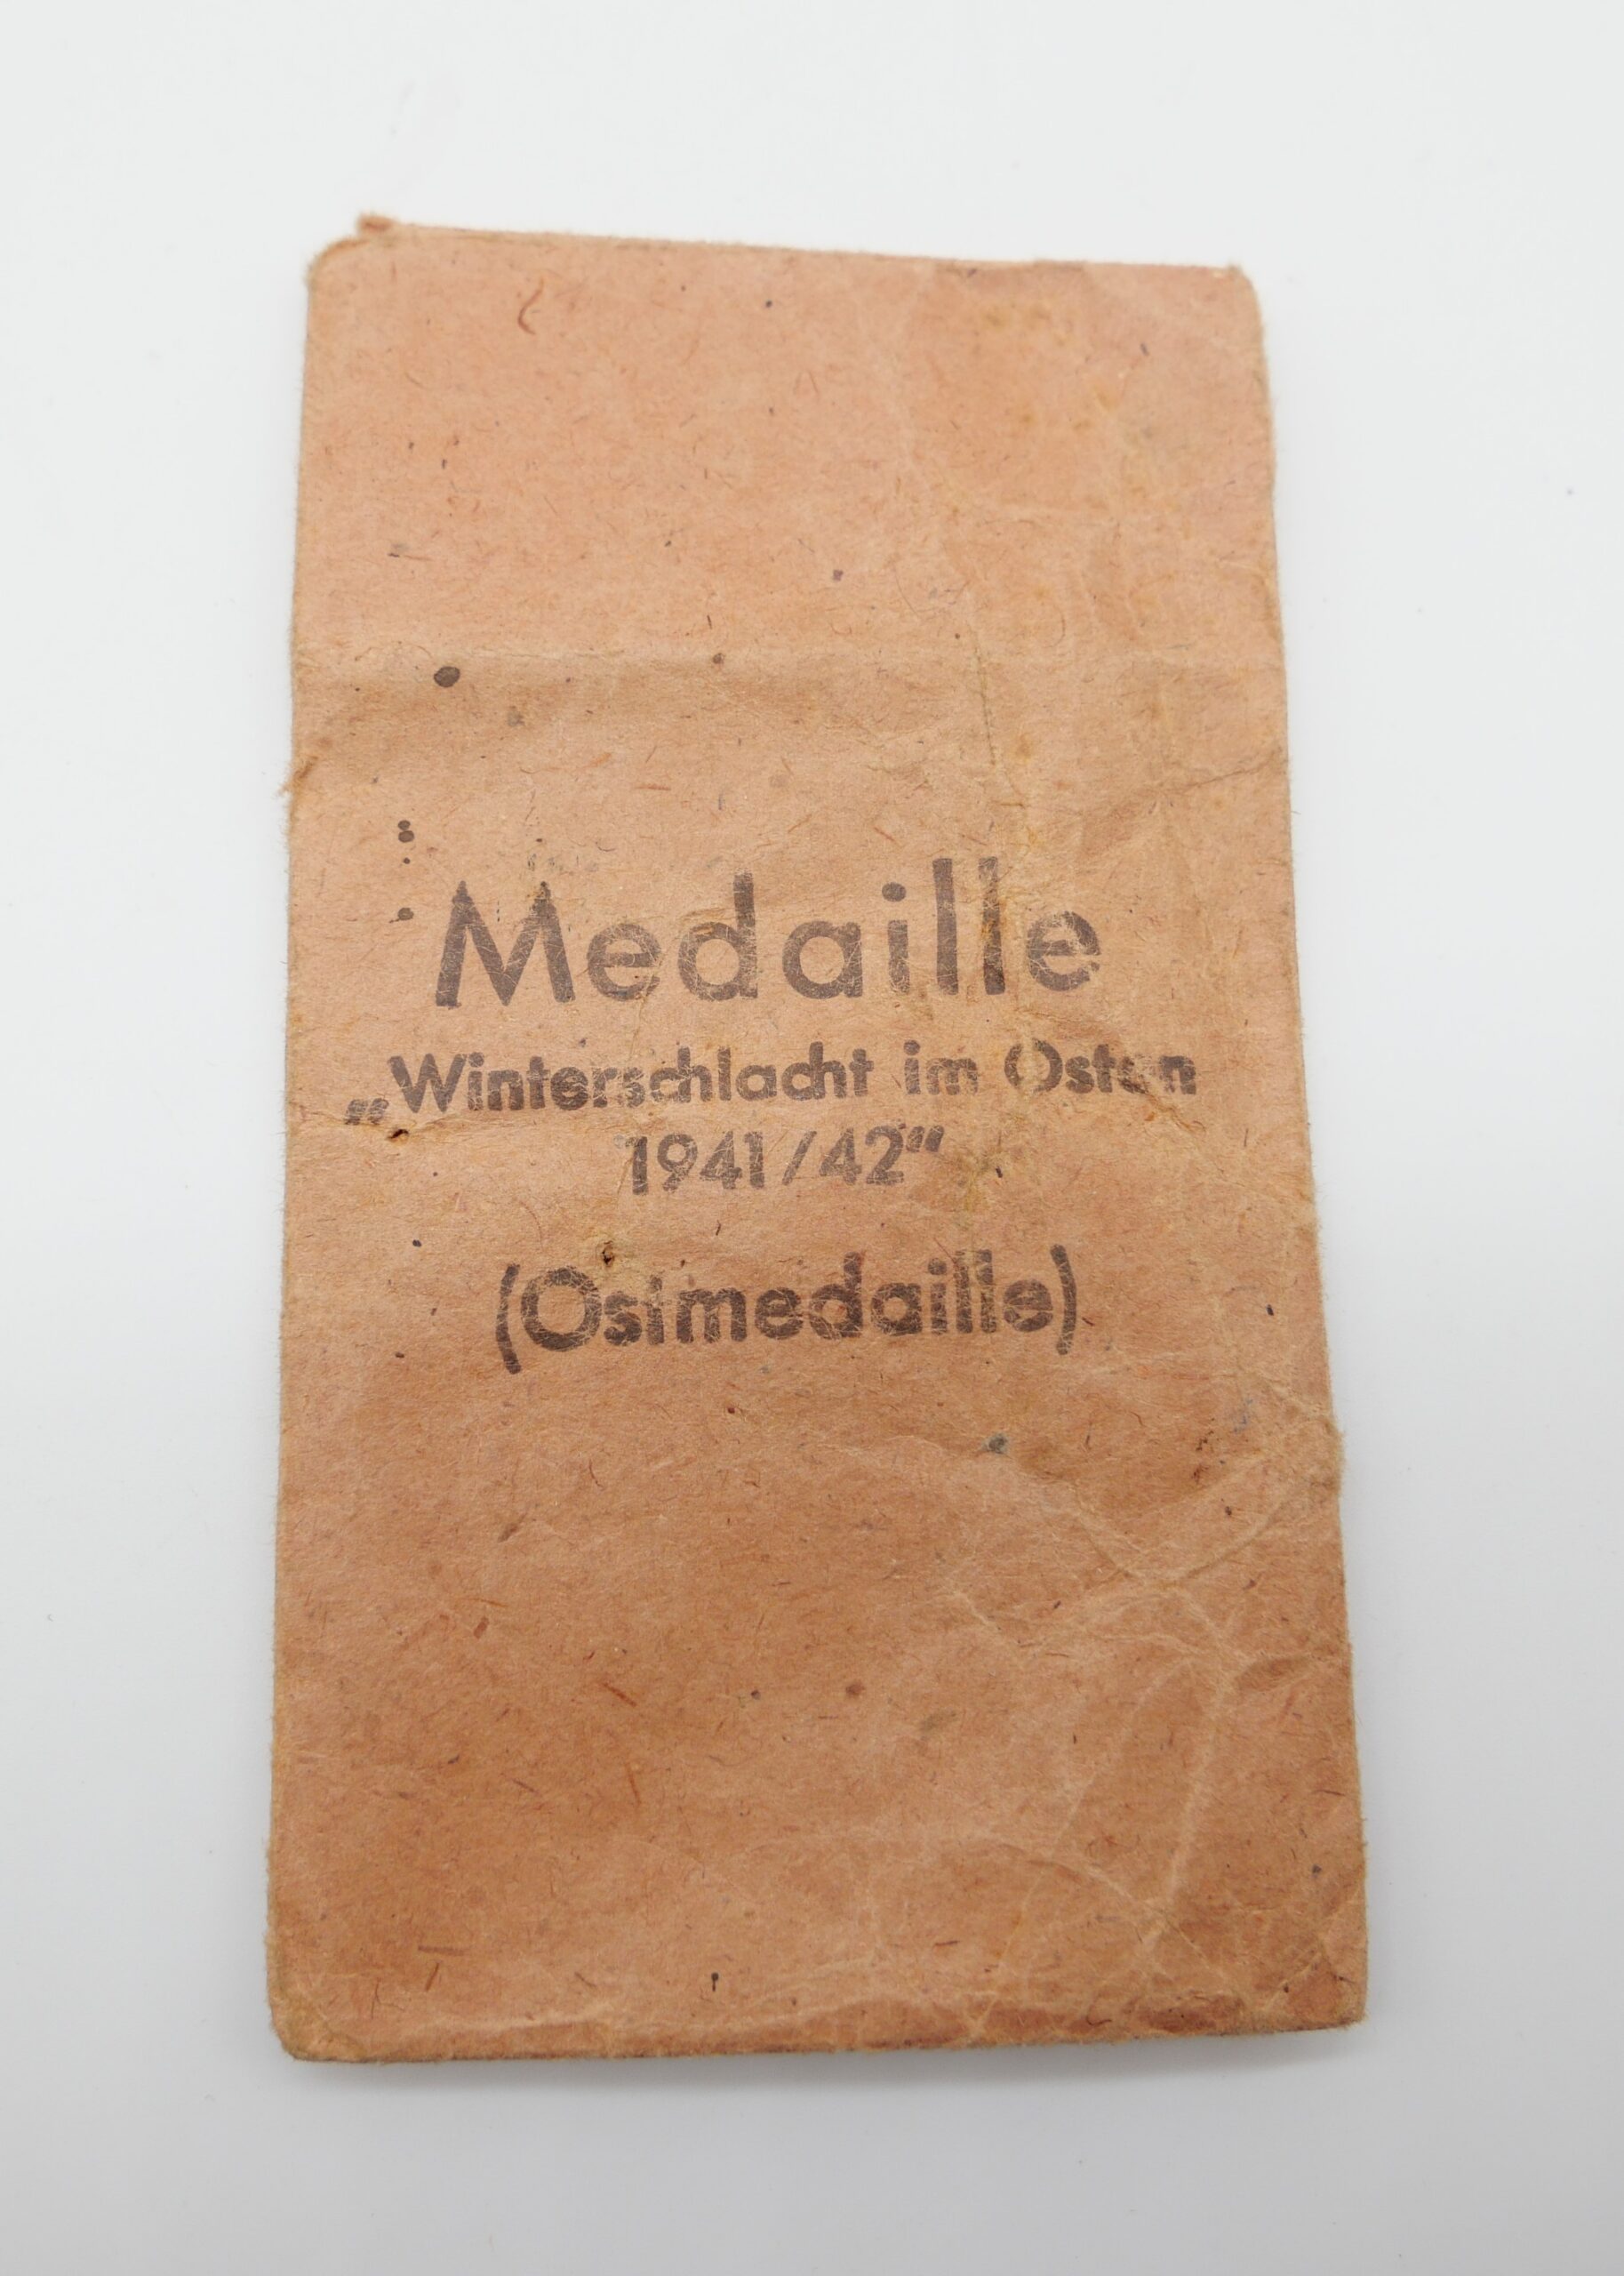 Medaille
„Winterschlacht im Osten
1941/42“
(Ostmedaille)